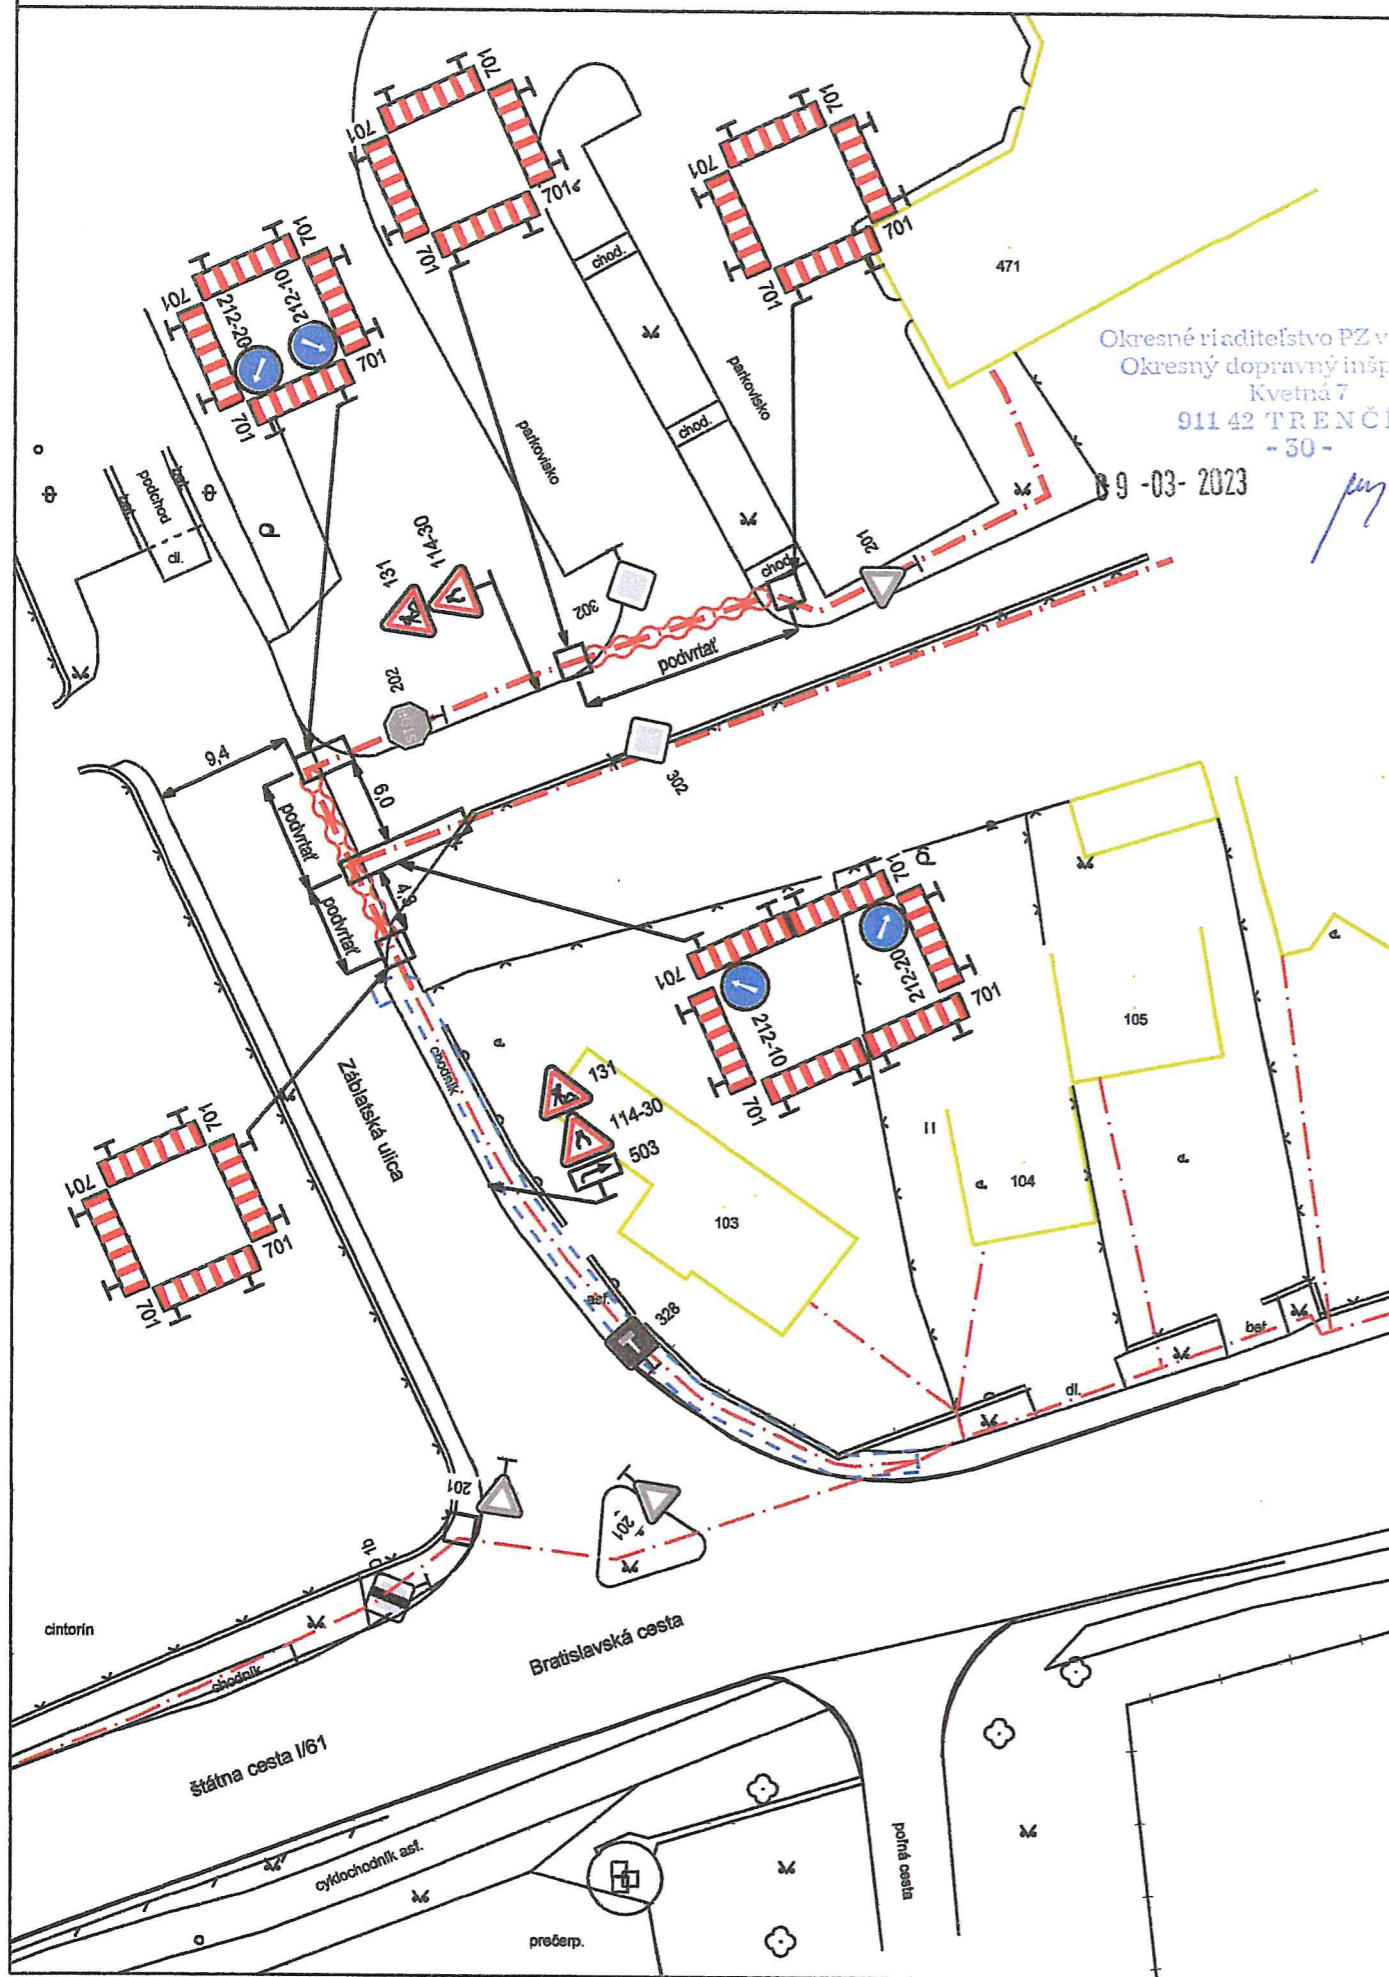 701
701
701
701
701
701
701
701
701
701
701
701
212-20
212-10
471
chod.
chod.
chod.
parkovisko
parkovisko
Okresné riaditeľstvo PZ v
Okresný dopravný inšp
Kvetná 7
911 42 TRENČ
- 30 -
9 -03- 2023
podchod
dl.
131
114-30
302
201
202
STOP
podvrtať
9,4
6,0
podvrtať
podvrtať
302
701
701
212-20
212-10
701
701
105
104
103
chodník
Záblatská ulica
131
114-30
503
701
701
701
701
asf.
328
bet.
dl.
201
201
1b
cintorín
chodník
Bratislavská cesta
štátna cesta I/61
cyklochodník asf.
poľná cesta
prečerp.